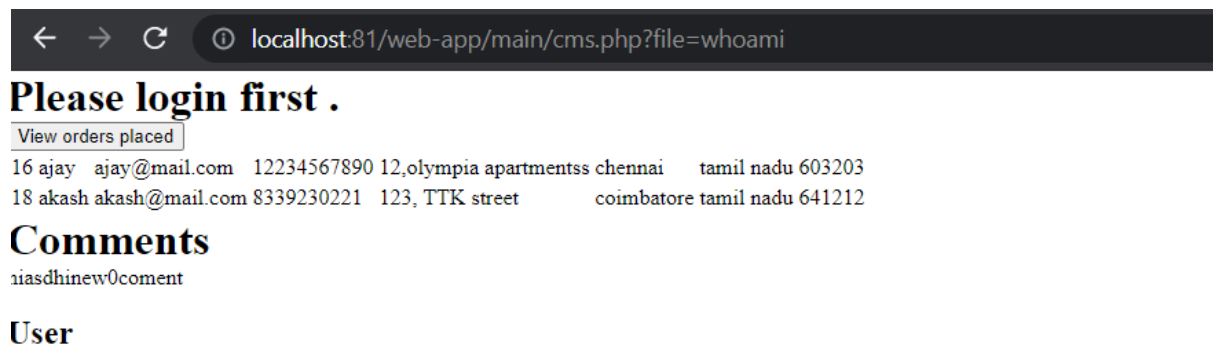 localhost:81/web-app/main/cms.php?file=whoami
Please login first .
View orders placed
16 ajay ajay@mail.com 12234567890 12,olympia apartmentss chennai tamil nadu 603203
18 akash akash@mail.com 8339230221 123, TTK street coimbatore tamil nadu 641212
Comments
hiasdhinew0coment
User